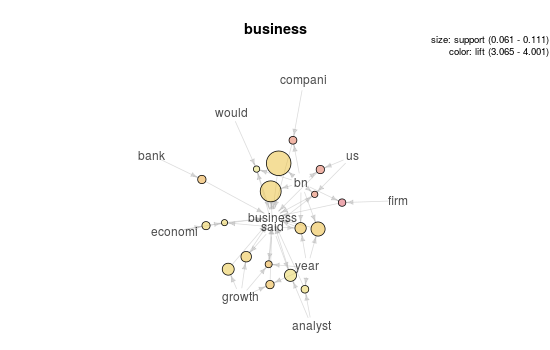 business
size: support (0.061 - 0.111)
color: lift (3.065 - 4.001)
compani
would
bank
us
bn
firm
business
said
economi
year
growth
analyst